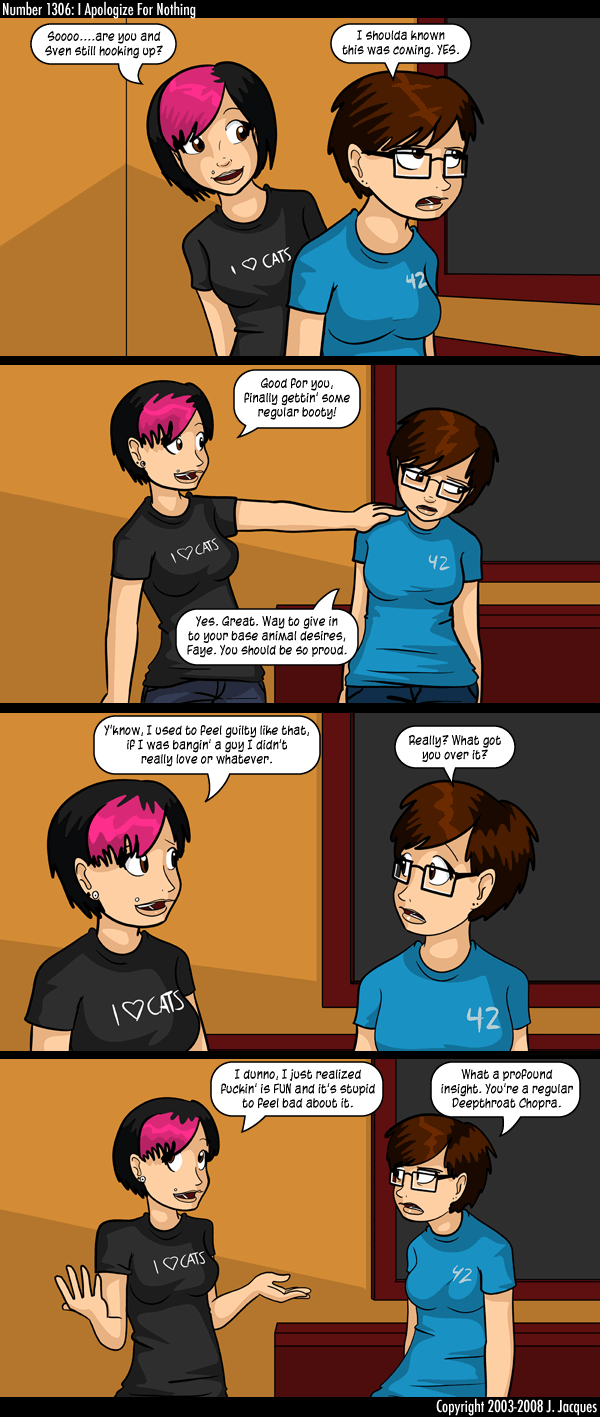 Number 1306: I Apologize For Nothing
Soooo....are you and
Sven still hooking up?
I shoulda known
this was coming. YES.
I ♡ CATS
42
Good for you,
finally gettin' some
regular booty!
I ♡ CATS
42
Yes. Great. Way to give in
to your base animal desires,
Faye. You should be so proud.
Y'know, I used to feel guilty like that,
if I was bangin' a guy I didn't
really love or whatever.
Really? What got
you over it?
I ♡ CATS
42
I dunno, I just realized
fuckin' is FUN and it's stupid
to feel bad about it.
What a profound
insight. You're a regular
Deepthroat Chopra.
I ♡ CATS
42
Copyright 2003-2008 J. Jacques